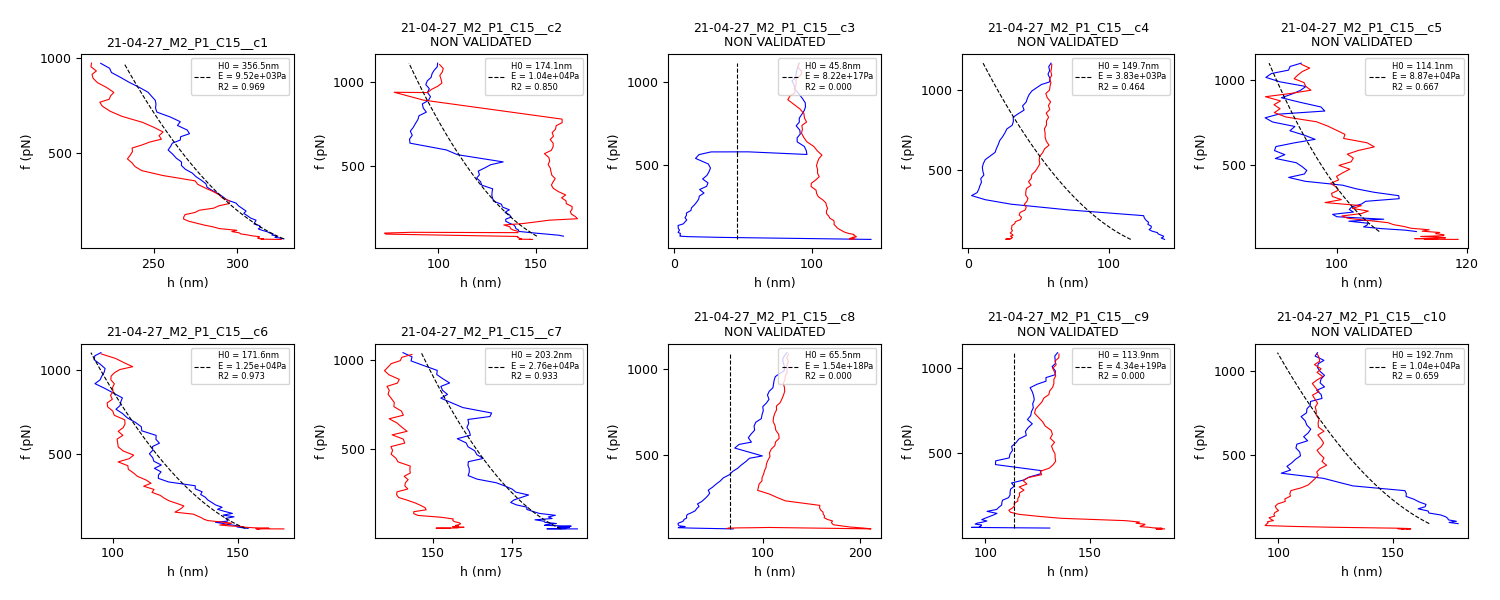 21-04-27_M2_P1_C15__c1
H0 = 356.5nm
E = 9.52e+03Pa
R2 = 0.969
1000
500
f (pN)
250
300
h (nm)
21-04-27_M2_P1_C15__c2
NON VALIDATED
H0 = 174.1nm
E = 1.04e+04Pa
R2 = 0.850
1000
500
f (pN)
100
150
h (nm)
21-04-27_M2_P1_C15__c3
NON VALIDATED
H0 = 45.8nm
E = 8.22e+17Pa
R2 = 0.000
1000
500
f (pN)
0
100
h (nm)
21-04-27_M2_P1_C15__c4
NON VALIDATED
H0 = 149.7nm
E = 3.83e+03Pa
R2 = 0.464
1000
500
f (pN)
0
100
h (nm)
21-04-27_M2_P1_C15__c5
NON VALIDATED
H0 = 114.1nm
E = 8.87e+04Pa
R2 = 0.667
1000
500
f (pN)
100
120
h (nm)
21-04-27_M2_P1_C15__c6
H0 = 171.6nm
E = 1.25e+04Pa
R2 = 0.973
1000
500
f (pN)
100
150
h (nm)
21-04-27_M2_P1_C15__c7
H0 = 203.2nm
E = 2.76e+04Pa
R2 = 0.933
1000
500
f (pN)
150
175
h (nm)
21-04-27_M2_P1_C15__c8
NON VALIDATED
H0 = 65.5nm
E = 1.54e+18Pa
R2 = 0.000
1000
500
f (pN)
100
200
h (nm)
21-04-27_M2_P1_C15__c9
NON VALIDATED
H0 = 113.9nm
E = 4.34e+19Pa
R2 = 0.000
1000
500
f (pN)
100
150
h (nm)
21-04-27_M2_P1_C15__c10
NON VALIDATED
H0 = 192.7nm
E = 1.04e+04Pa
R2 = 0.659
1000
500
f (pN)
100
150
h (nm)